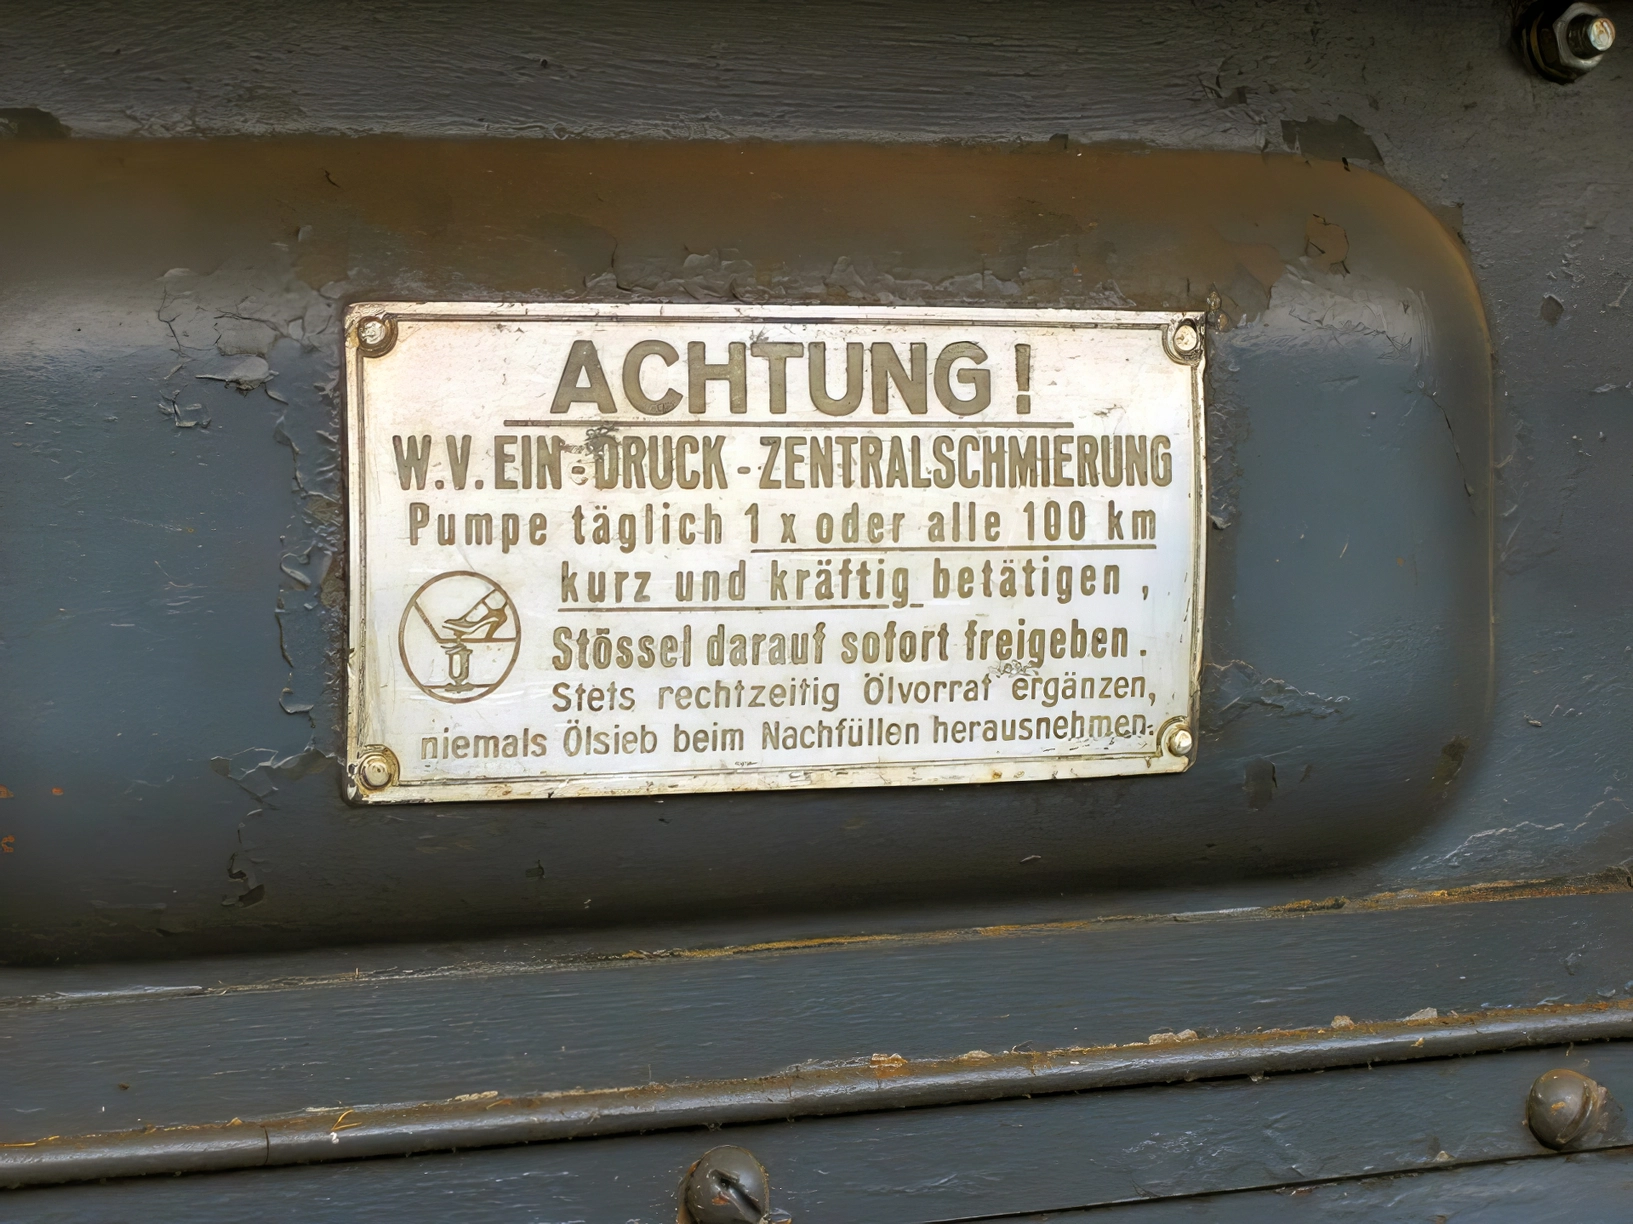 ACHTUNG!
W.V. EIN-DRUCK-ZENTRALSCHMIERUNG
Pumpe täglich 1 x oder alle 100 km
kurz und kräftig betätigen,
Stössel darauf sofort freigeben.
Stets rechtzeitig Ölvorrat ergänzen,
niemals Ölsieb beim Nachfüllen herausnehmen.